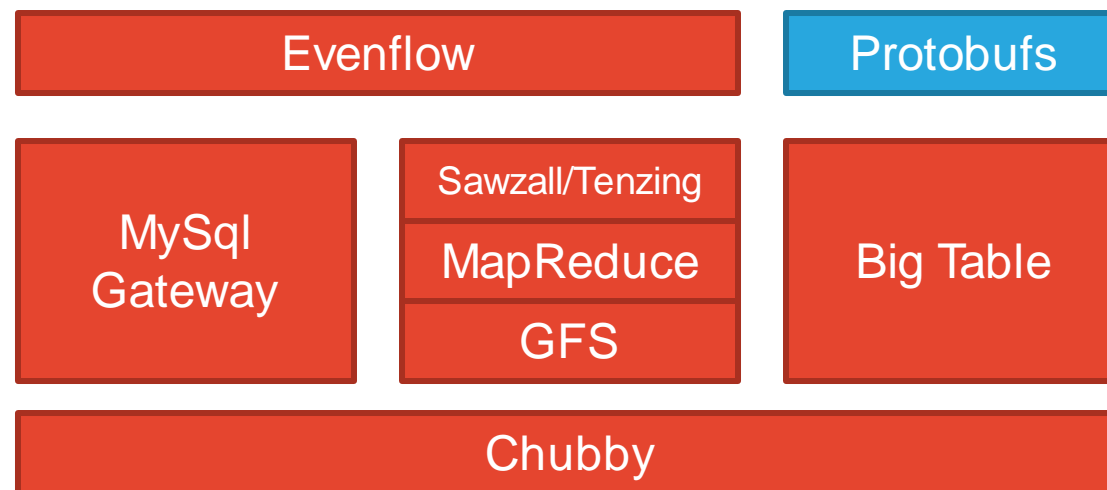 Evenflow
Protobufs
MySql
Gateway
Sawzall/Tenzing
MapReduce
GFS
Big Table
Chubby